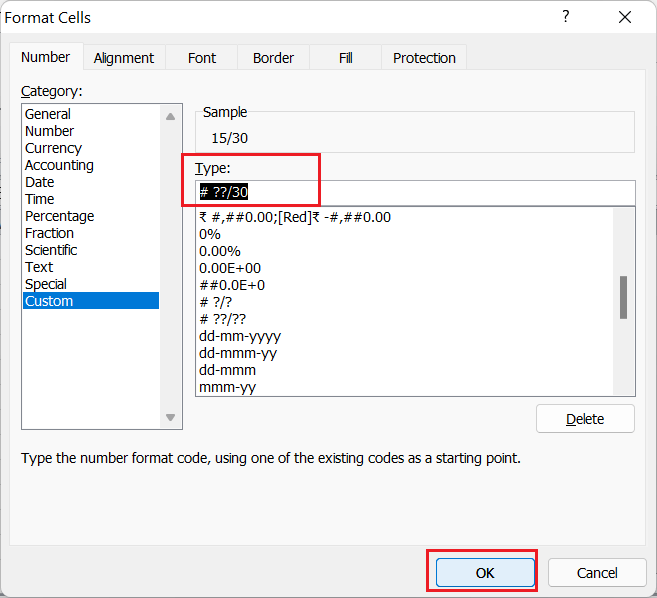 Format Cells
?
Number Alignment Font Border Fill Protection
Category:
General
Number
Currency
Accounting
Date
Time
Percentage
Fraction
Scientific
Text
Special
Custom
Sample
15/30
Type:
# ??/30
₹ #,##0.00;[Red]₹ -#,##0.00
0%
0.00%
0.00E+00
##0.0E+0
# ?/?
# ??/??
dd-mm-yyyy
dd-mmm-yy
dd-mmm
mmm-yy
Delete
Type the number format code, using one of the existing codes as a starting point.
OK Cancel